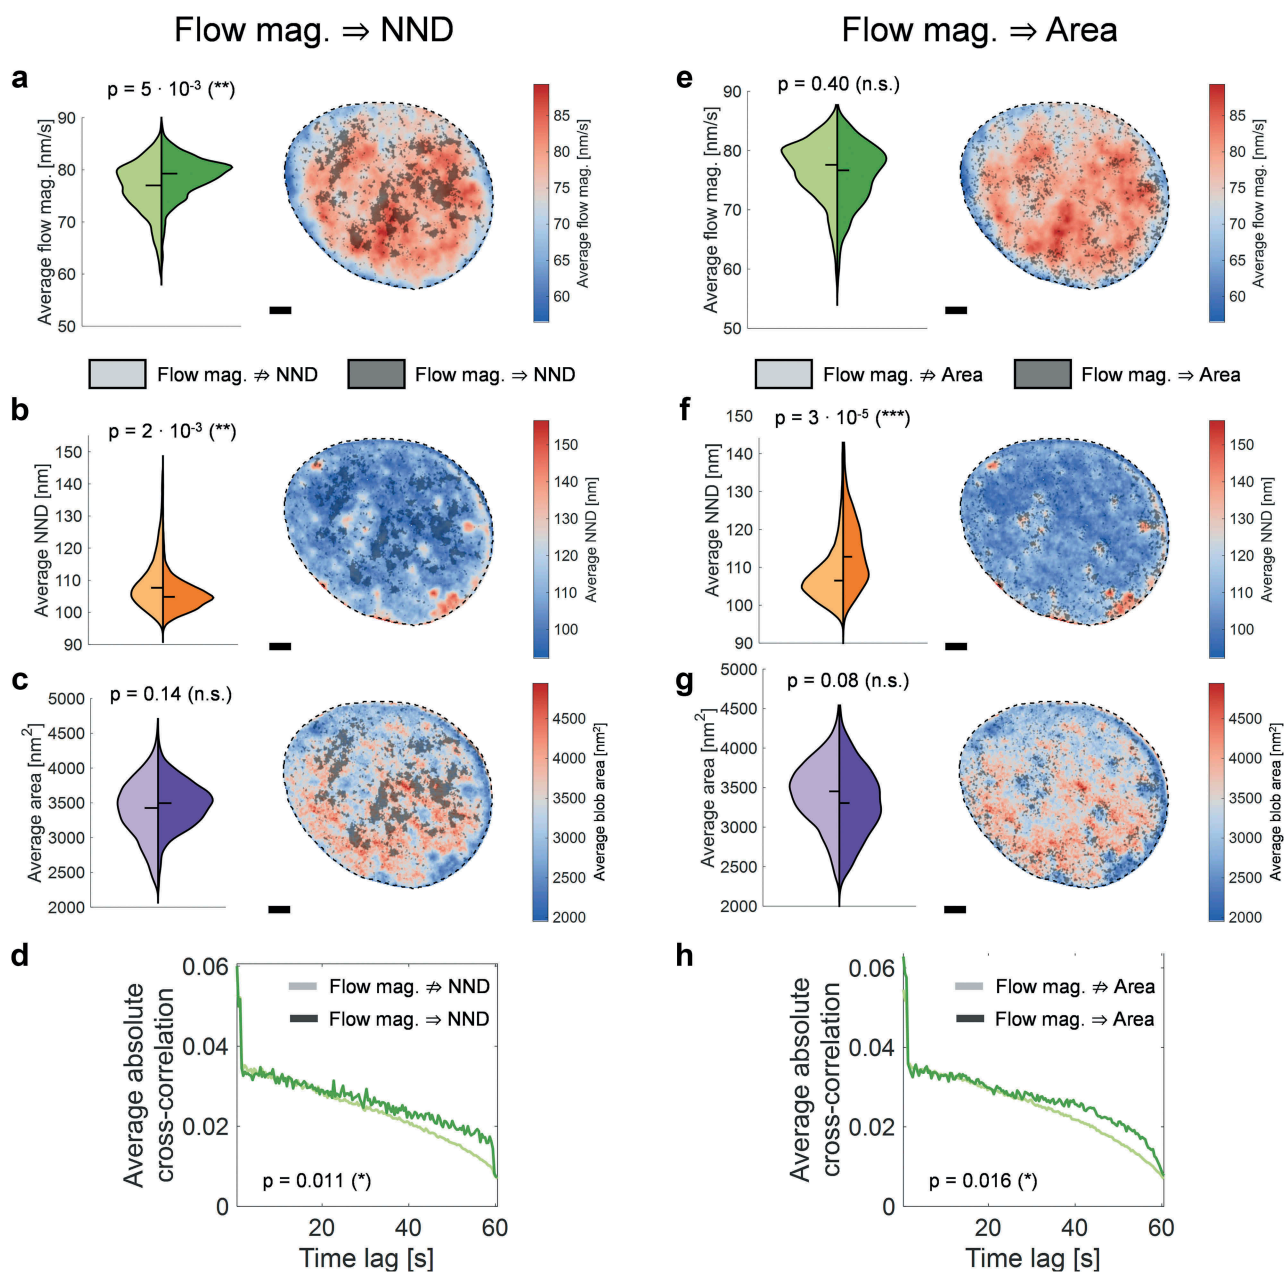 Flow mag. ⇒ NND
Flow mag. ⇒ Area
a
p = 5 · 10⁻³ (**)
Average flow mag. [nm/s]
90
80
70
60
50
85
80
75
70
65
60
Average flow mag. [nm/s]
e
p = 0.40 (n.s.)
Average flow mag. [nm/s]
90
80
70
60
50
85
80
75
70
65
60
Average flow mag. [nm/s]
Flow mag. ⇏ NND
Flow mag. ⇒ NND
Flow mag. ⇏ Area
Flow mag. ⇒ Area
b
p = 2 · 10⁻³ (**)
Average NND [nm]
150
140
130
120
110
100
90
150
140
130
120
110
100
Average NND [nm]
f
p = 3 · 10⁻⁵ (***)
Average NND [nm]
150
140
130
120
110
100
90
150
140
130
120
110
100
Average NND [nm]
c
p = 0.14 (n.s.)
Average area [nm²]
5000
4500
4000
3500
3000
2500
2000
4500
4000
3500
3000
2500
2000
Average blob area [nm²]
g
p = 0.08 (n.s.)
Average area [nm²]
5000
4500
4000
3500
3000
2500
2000
4500
4000
3500
3000
2500
2000
Average blob area [nm²]
d
Average absolute
cross-correlation
0.06
0.04
0.02
0
Flow mag. ⇏ NND
Flow mag. ⇒ NND
p = 0.011 (*)
20
40
60
Time lag [s]
h
Average absolute
cross-correlation
0.06
0.04
0.02
0
Flow mag. ⇏ Area
Flow mag. ⇒ Area
p = 0.016 (*)
20
40
60
Time lag [s]